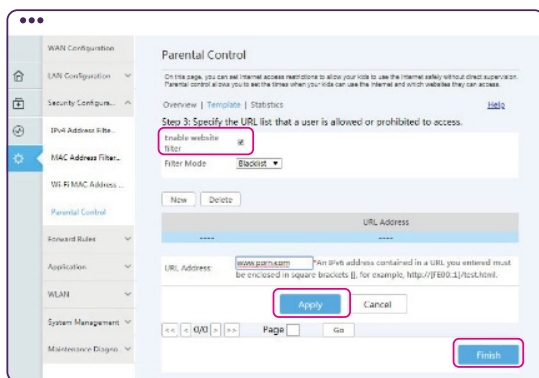 WAN Configuration
LAN Configuration
Security Configura...
IPv4 Address Filte...
MAC Address Filter...
Wi-Fi MAC Address ...
Parental Control
Forward Rules
Application
WLAN
System Management
Maintenance Diagno...
Parental Control
On this page, you can set Internet access restrictions to allow your kids to use the Internet safely without direct supervision.
Parental control allows you to set the times when your kids can use the Internet and which websites they can access.
Overview | Template | Statistics
Help
Step 3: Specify the URL list that a user is allowed or prohibited to access.
Enable website
filter
Filter Mode
Blacklist
New
Delete
URL Address
---- ----
URL Address:
www.porn.com
*An IPv6 address contained in a URL you entered must
be enclosed in square brackets [], for example, http://[FE00::1]/test.html.
Apply
Cancel
<< < 0/0 > >> Page Go
Finish